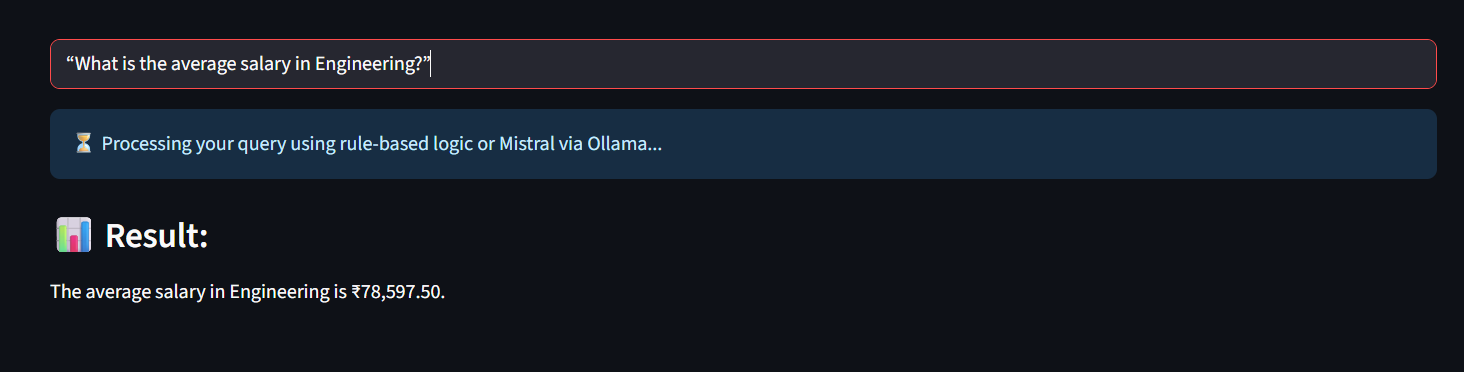 “What is the average salary in Engineering?”
⏳ Processing your query using rule-based logic or Mistral via Ollama...
📊 Result:
The average salary in Engineering is ₹78,597.50.